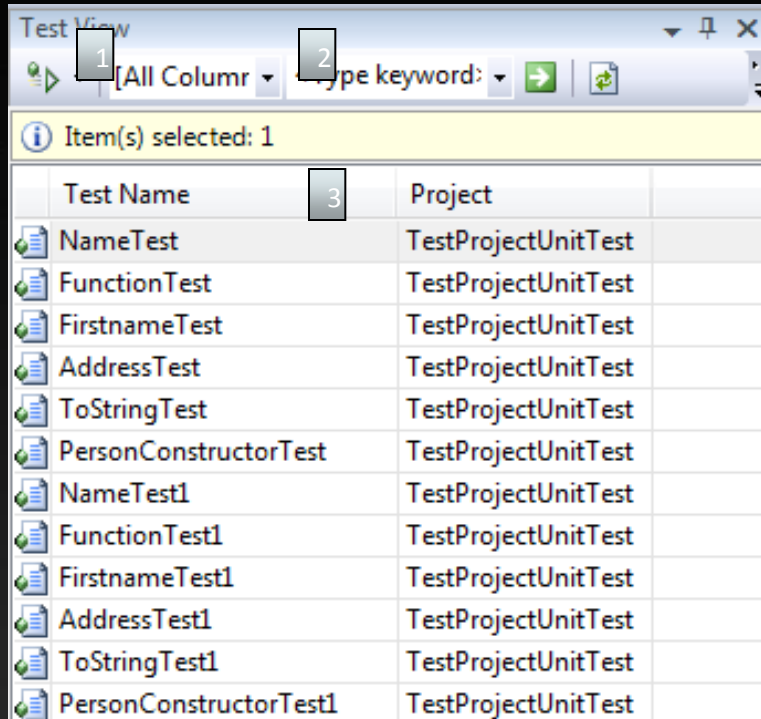 Test View
1 [All Columr 2 Type keyword>
Item(s) selected: 1
Test Name 3 Project
NameTest TestProjectUnitTest
FunctionTest TestProjectUnitTest
FirstnameTest TestProjectUnitTest
AddressTest TestProjectUnitTest
ToStringTest TestProjectUnitTest
PersonConstructorTest TestProjectUnitTest
NameTest1 TestProjectUnitTest
FunctionTest1 TestProjectUnitTest
FirstnameTest1 TestProjectUnitTest
AddressTest1 TestProjectUnitTest
ToStringTest1 TestProjectUnitTest
PersonConstructorTest1 TestProjectUnitTest